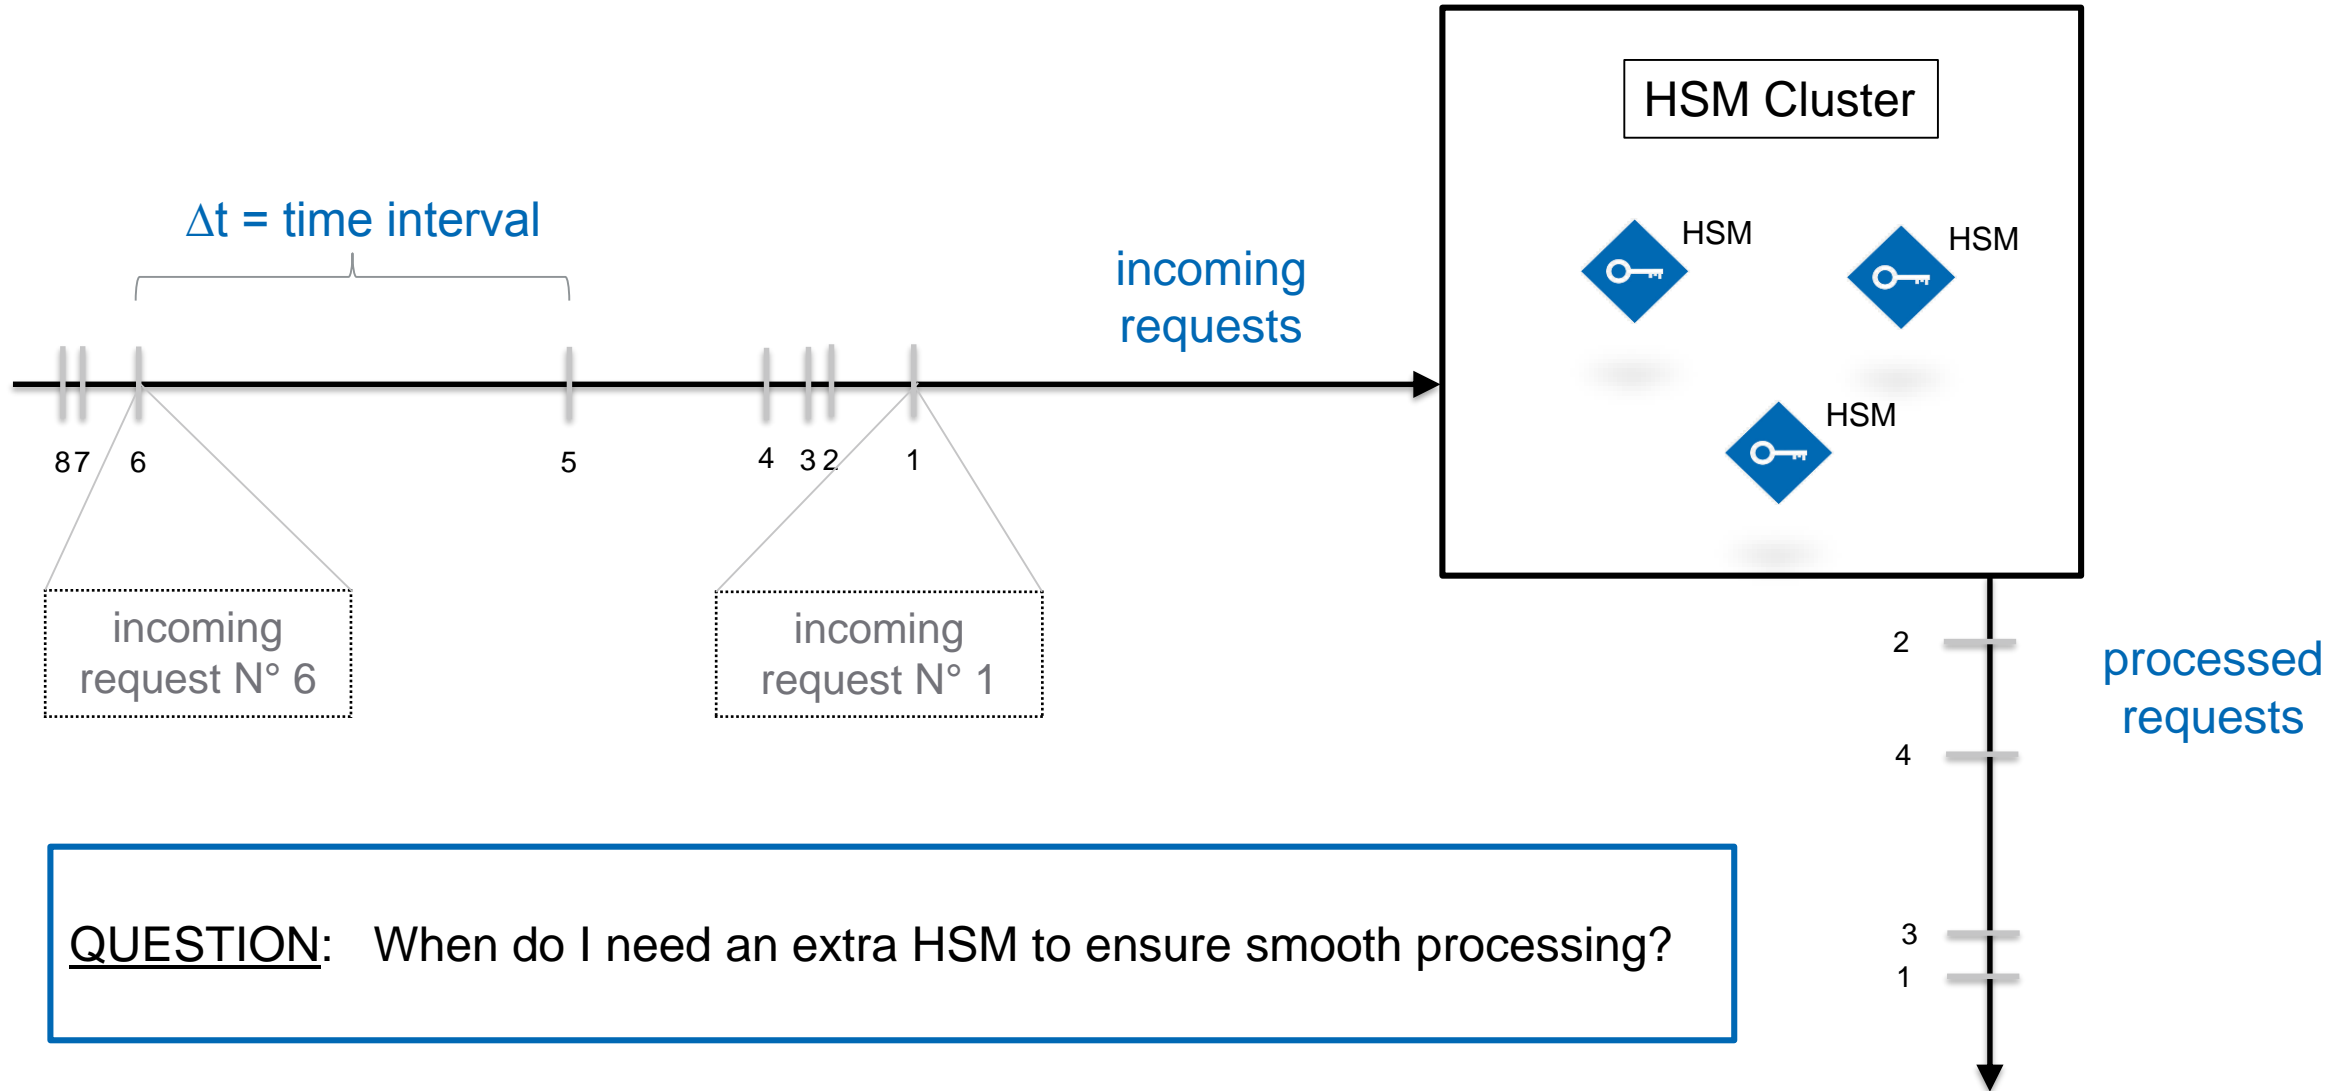 HSM Cluster
Δt = time interval
HSM
HSM
incoming
requests
HSM
8 7 6 5 4 3 2 1
incoming
request N° 6
incoming
request N° 1
2
processed
requests
4
QUESTION: When do I need an extra HSM to ensure smooth processing?
3
1